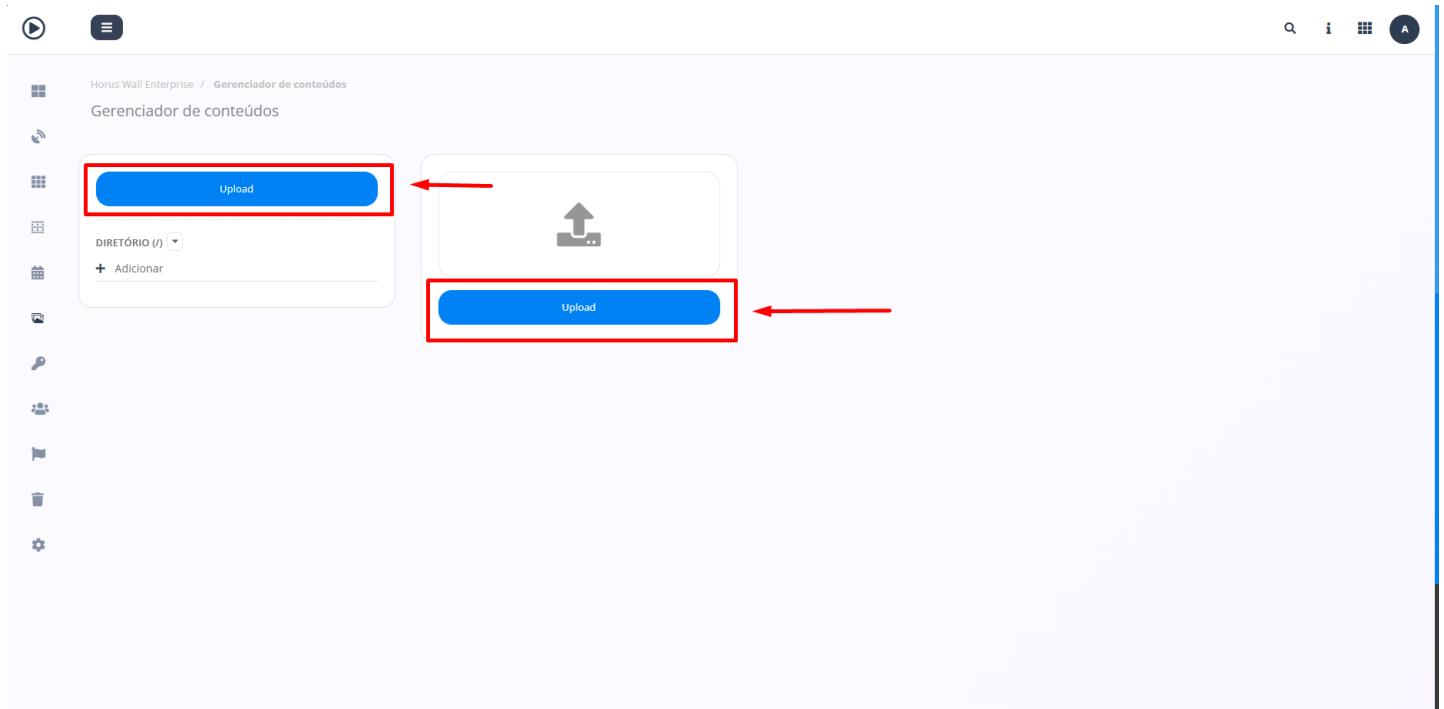 A
Horus Wall Enterprise / Gerenciador de conteúdos
Gerenciador de conteúdos
Upload
DIRETÓRIO (/)
+ Adicionar
Upload